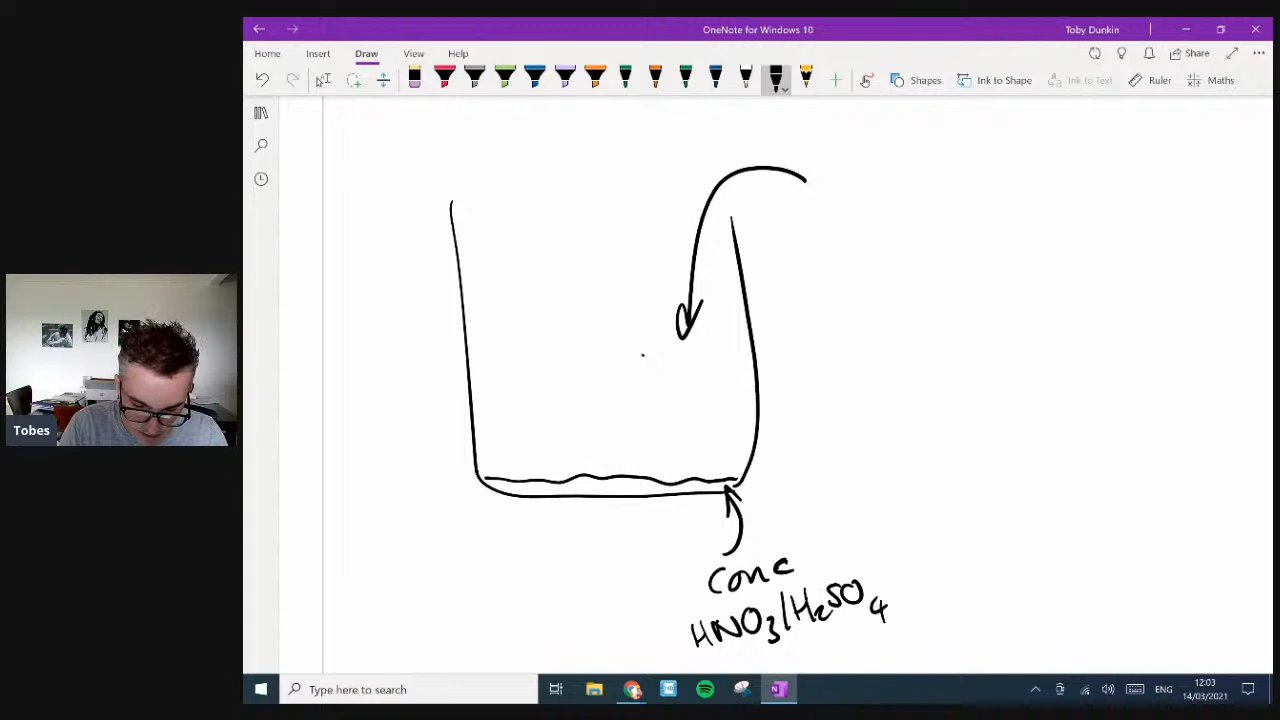 OneNote for Windows 10
Toby Dunkin
Home Insert Draw View Help
Share
Shapes
Ink to Shape
Ink to Text
Ruler
Maths
Tobes
conc
HNO3/H2SO4
Type here to search
ENG
12:03
14/03/2021